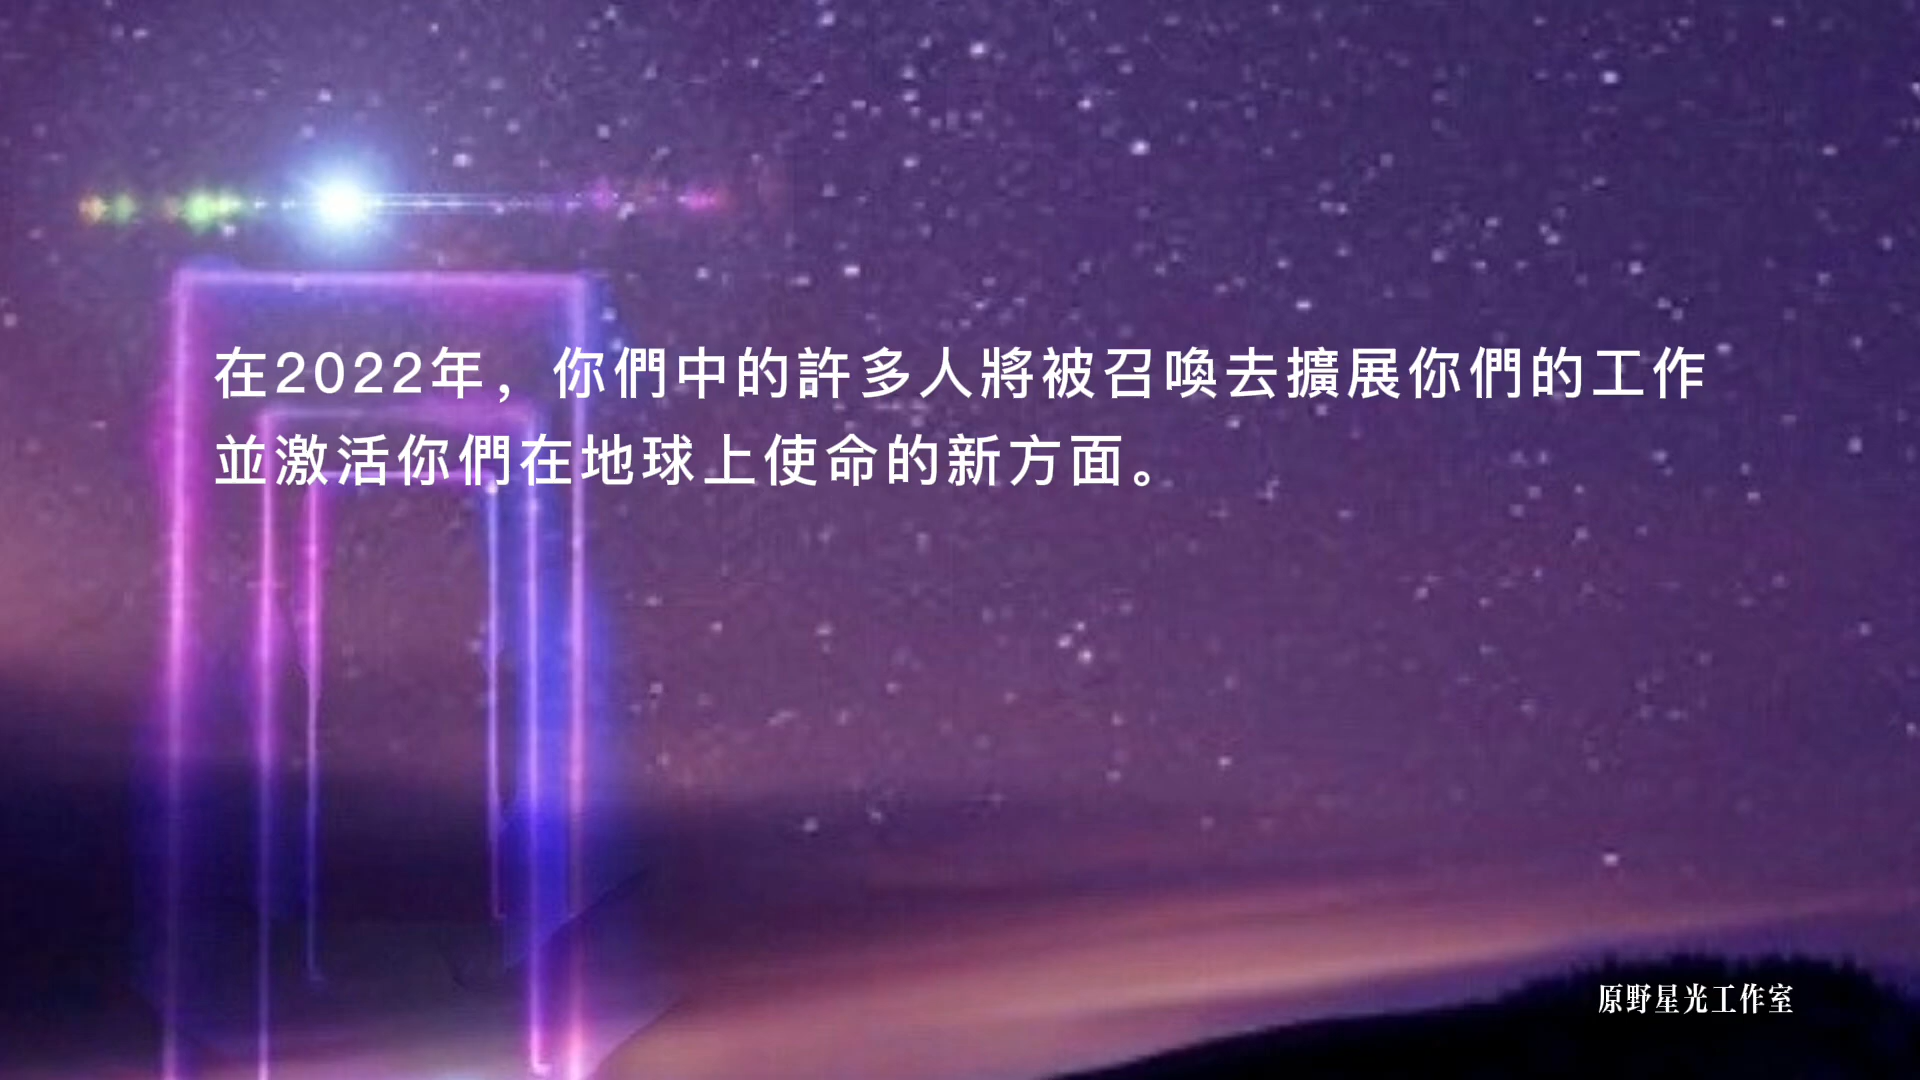 在2022年，你們中的許多人將被召喚去擴展你們的工作
並激活你們在地球上使命的新方面。
原野星光工作室